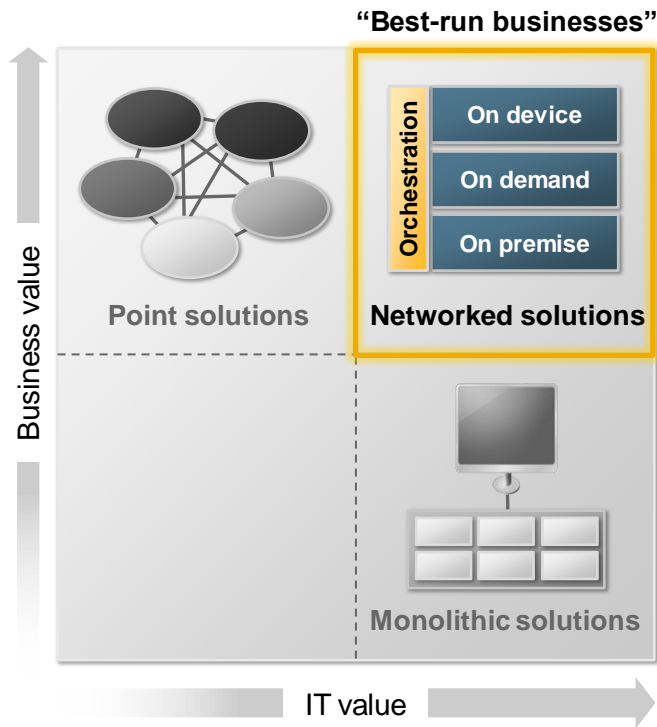 “Best-run businesses”
Orchestration
On device
On demand
On premise
Point solutions
Networked solutions
Business value
Monolithic solutions
IT value